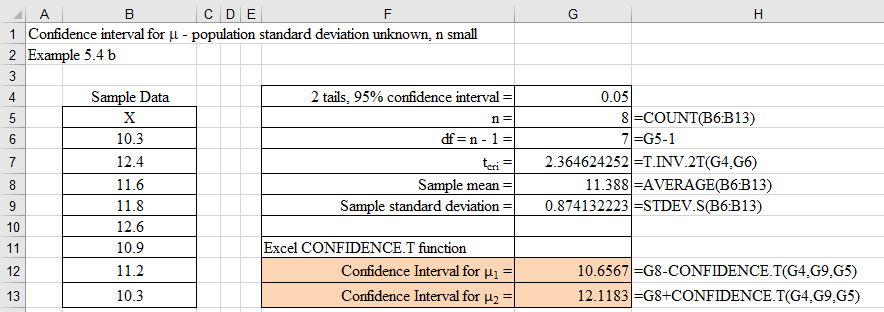 A B C D E F G H
1 Confidence interval for μ - population standard deviation unknown, n small
2 Example 5.4 b
3
4 Sample Data 2 tails, 95% confidence interval = 0.05
5 X n = 8 =COUNT(B6:B13)
6 10.3 df = n - 1 = 7 =G5-1
7 12.4 tcri = 2.364624252 =T.INV.2T(G4,G6)
8 11.6 Sample mean = 11.388 =AVERAGE(B6:B13)
9 11.8 Sample standard deviation = 0.874132223 =STDEV.S(B6:B13)
10 12.6
11 10.9 Excel CONFIDENCE.T function
12 11.2 Confidence Interval for μ1 = 10.6567 =G8-CONFIDENCE.T(G4,G9,G5)
13 10.3 Confidence Interval for μ2 = 12.1183 =G8+CONFIDENCE.T(G4,G9,G5)